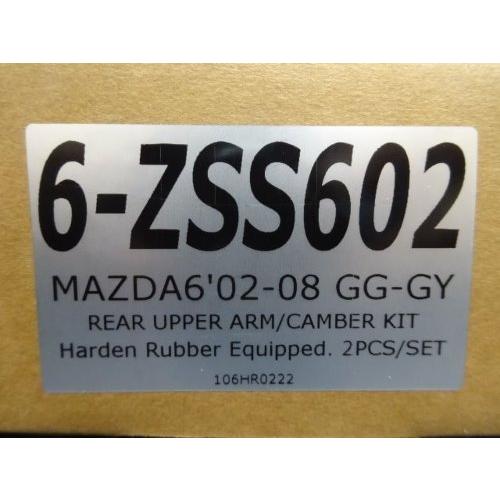 6-ZSS602
MAZDA6'02-08 GG-GY
REAR UPPER ARM/CAMBER KIT
Harden Rubber Equipped. 2PCS/SET
106HR0222